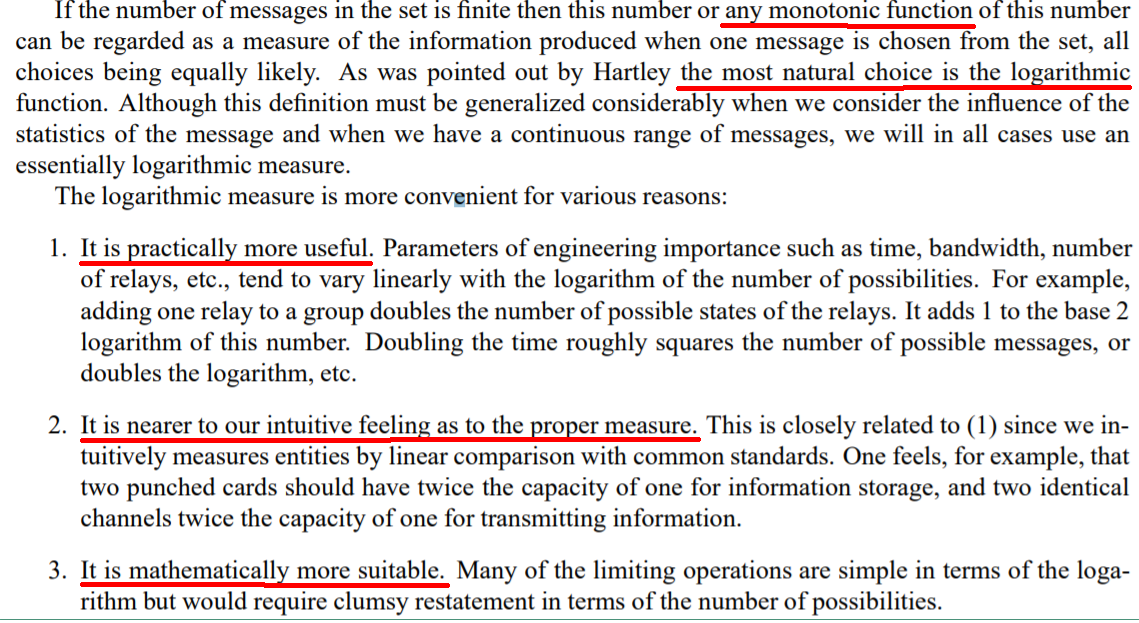 If the number of messages in the set is finite then this number or any monotonic function of this number
can be regarded as a measure of the information produced when one message is chosen from the set, all
choices being equally likely. As was pointed out by Hartley the most natural choice is the logarithmic
function. Although this definition must be generalized considerably when we consider the influence of the
statistics of the message and when we have a continuous range of messages, we will in all cases use an
essentially logarithmic measure.
The logarithmic measure is more convenient for various reasons:
1. It is practically more useful. Parameters of engineering importance such as time, bandwidth, number
of relays, etc., tend to vary linearly with the logarithm of the number of possibilities. For example,
adding one relay to a group doubles the number of possible states of the relays. It adds 1 to the base 2
logarithm of this number. Doubling the time roughly squares the number of possible messages, or
doubles the logarithm, etc.
2. It is nearer to our intuitive feeling as to the proper measure. This is closely related to (1) since we in-
tuitively measures entities by linear comparison with common standards. One feels, for example, that
two punched cards should have twice the capacity of one for information storage, and two identical
channels twice the capacity of one for transmitting information.
3. It is mathematically more suitable. Many of the limiting operations are simple in terms of the loga-
rithm but would require clumsy restatement in terms of the number of possibilities.